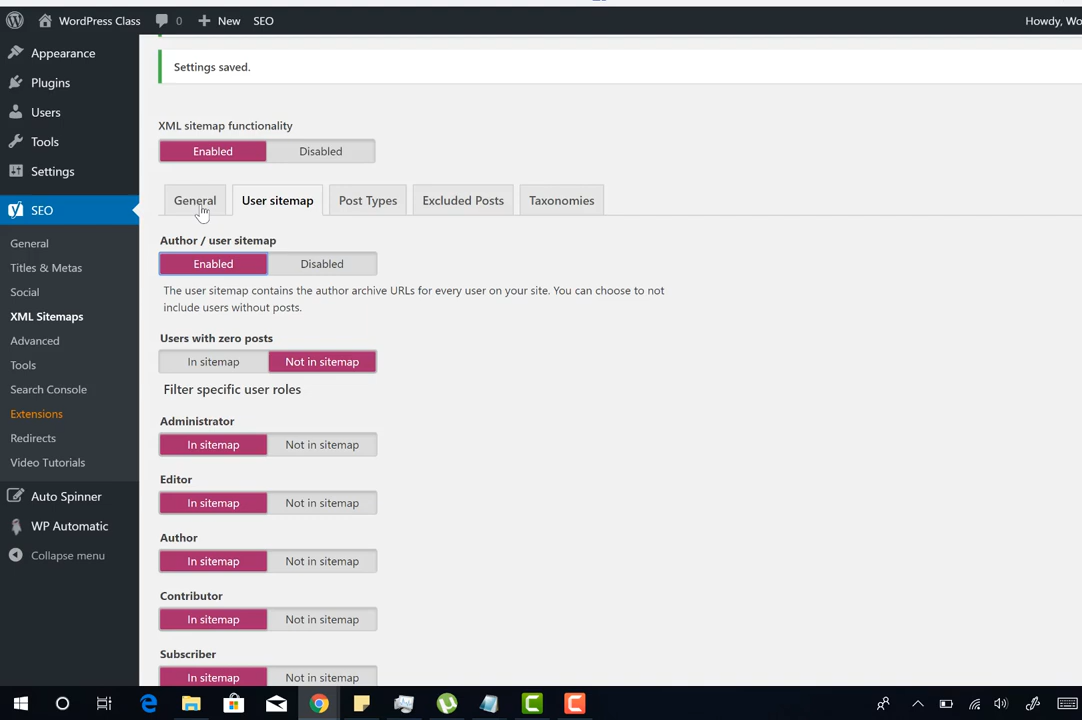 WordPress Class 0 New SEO Howdy, Wo
Appearance
Plugins
Users
Tools
Settings
SEO
General
Titles & Metas
Social
XML Sitemaps
Advanced
Tools
Search Console
Extensions
Redirects
Video Tutorials
Auto Spinner
WP Automatic
Collapse menu
Settings saved.
XML sitemap functionality
Enabled Disabled
General User sitemap Post Types Excluded Posts Taxonomies
Author / user sitemap
Enabled Disabled
The user sitemap contains the author archive URLs for every user on your site. You can choose to not
include users without posts.
Users with zero posts
In sitemap Not in sitemap
Filter specific user roles
Administrator
In sitemap Not in sitemap
Editor
In sitemap Not in sitemap
Author
In sitemap Not in sitemap
Contributor
In sitemap Not in sitemap
Subscriber
In sitemap Not in sitemap